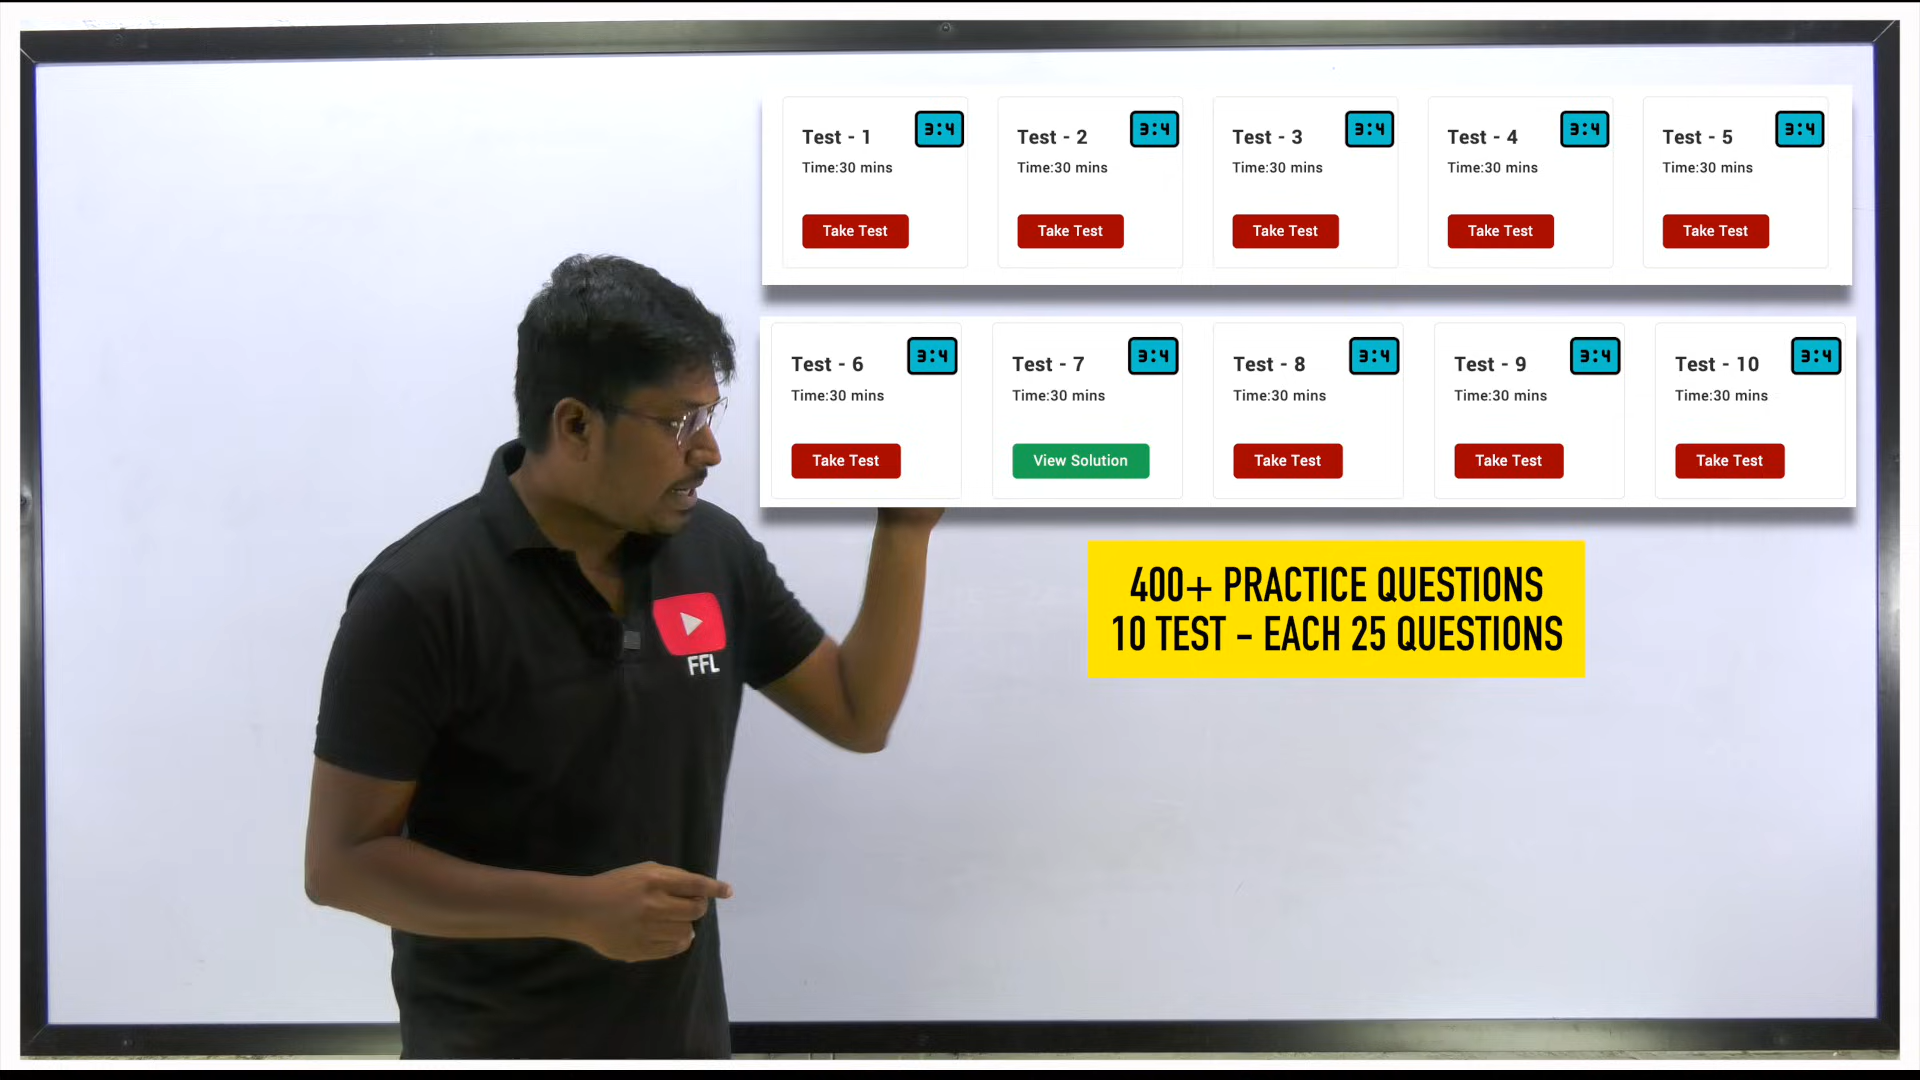 Test - 1
3:4
Time:30 mins
Take Test
Test - 2
3:4
Time:30 mins
Take Test
Test - 3
3:4
Time:30 mins
Take Test
Test - 4
3:4
Time:30 mins
Take Test
Test - 5
3:4
Time:30 mins
Take Test
Test - 6
3:4
Time:30 mins
Take Test
Test - 7
3:4
Time:30 mins
View Solution
Test - 8
3:4
Time:30 mins
Take Test
Test - 9
3:4
Time:30 mins
Take Test
Test - 10
3:4
Time:30 mins
Take Test
400+ PRACTICE QUESTIONS
10 TEST - EACH 25 QUESTIONS
FFL